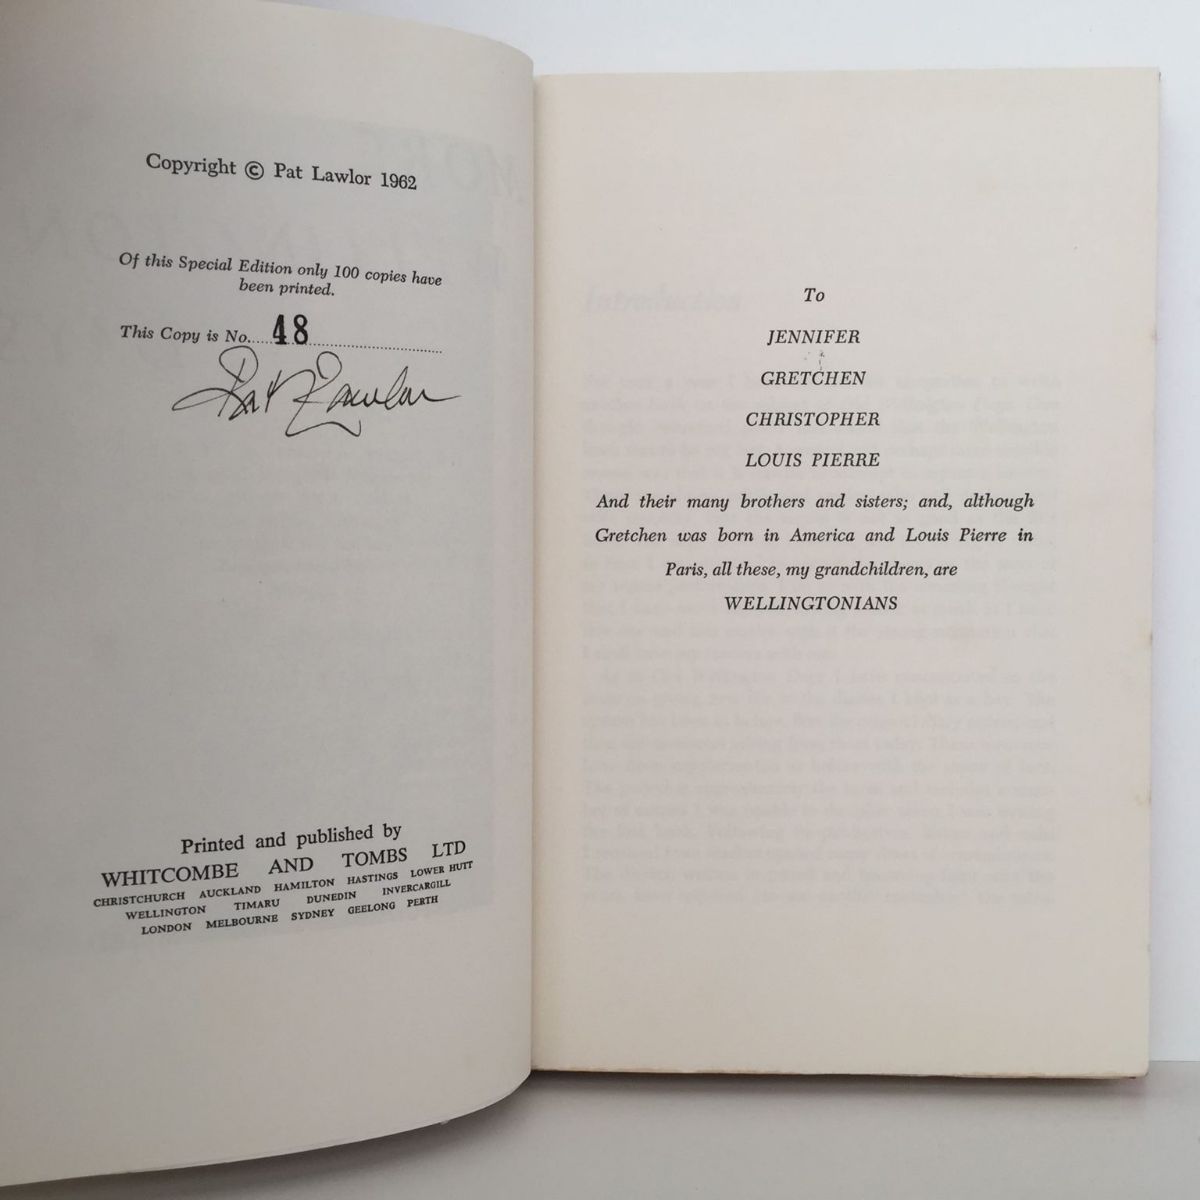 Copyright © Pat Lawlor 1962
Of this Special Edition only 100 copies have
been printed.
This Copy is No.....48..............................
Pat Lawlor
Printed and published by
WHITCOMBE AND TOMBS LTD
CHRISTCHURCH AUCKLAND HAMILTON HASTINGS LOWER HUTT
WELLINGTON TIMARU DUNEDIN INVERCARGILL
LONDON MELBOURNE SYDNEY GEELONG PERTH
To
JENNIFER
GRETCHEN
CHRISTOPHER
LOUIS PIERRE
And their many brothers and sisters; and, although
Gretchen was born in America and Louis Pierre in
Paris, all these, my grandchildren, are
WELLINGTONIANS